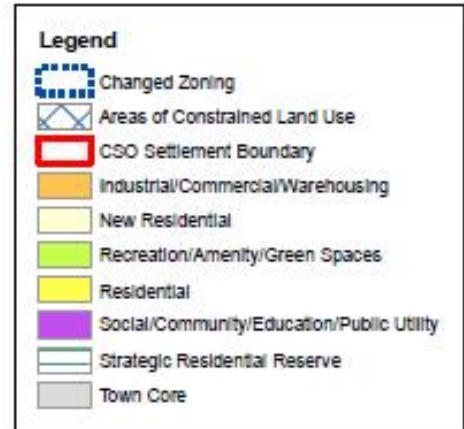 Legend
Changed Zoning
Areas of Constrained Land Use
CSO Settlement Boundary
Industrial/Commercial/Warehousing
New Residential
Recreation/Amenity/Green Spaces
Residential
Social/Community/Education/Public Utility
Strategic Residential Reserve
Town Core